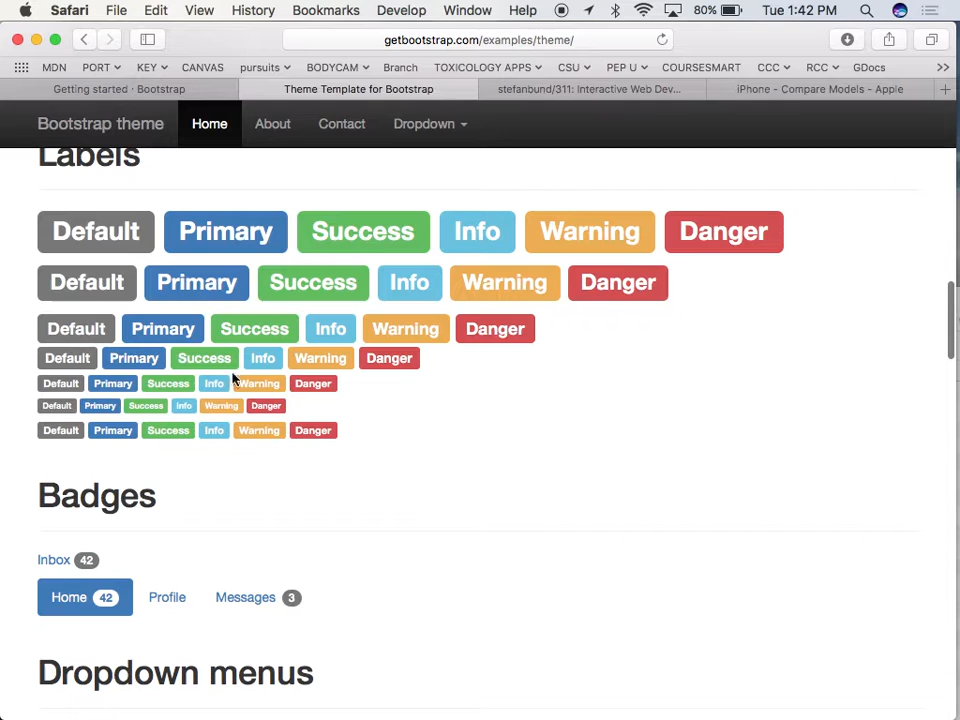 Safari File Edit View History Bookmarks Develop Window Help 80% Tue 1:42 PM
getbootstrap.com/examples/theme/
MDN PORT KEY CANVAS pursuits BODYCAM Branch TOXICOLOGY APPS CSU PEP U COURSESMART CCC RCC GDocs
Getting started · Bootstrap Theme Template for Bootstrap stefanbund/311: Interactive Web Dev... iPhone - Compare Models - Apple
Bootstrap theme Home About Contact Dropdown
Labels
Default Primary Success Info Warning Danger
Default Primary Success Info Warning Danger
Default Primary Success Info Warning Danger
Default Primary Success Info Warning Danger
Default Primary Success Info Warning Danger
Default Primary Success Info Warning Danger
Default Primary Success Info Warning Danger
Badges
Inbox 42
Home 42 Profile Messages 3
Dropdown menus